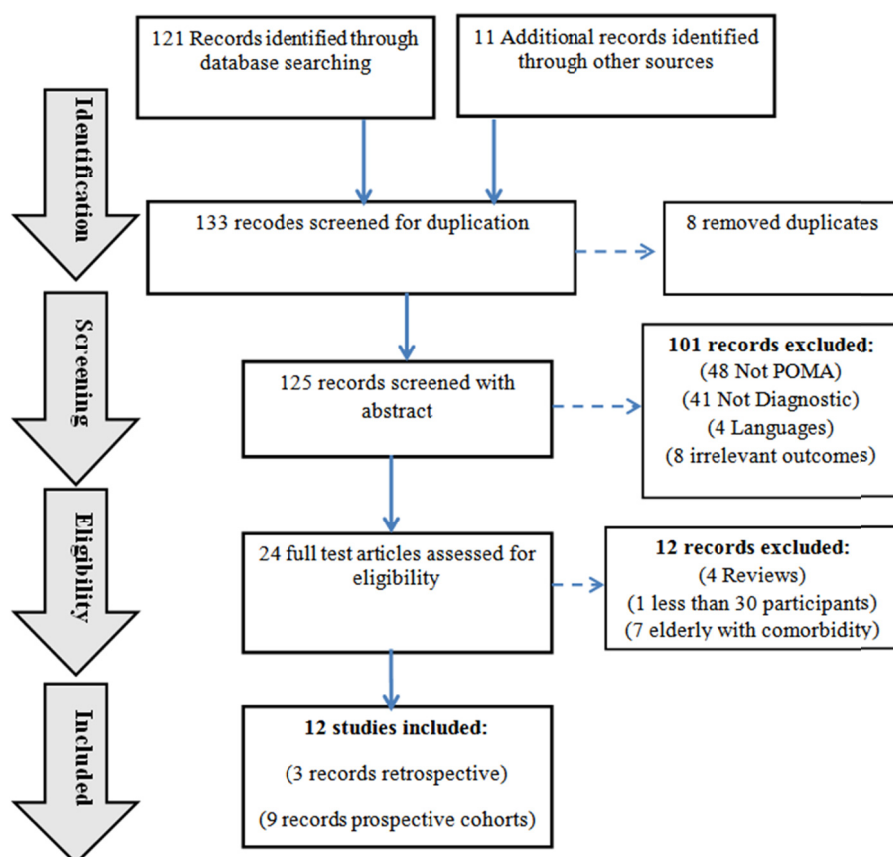 121 Records identified through
database searching
11 Additional records identified
through other sources
Identification
133 recodes screened for duplication
8 removed duplicates
Screening
125 records screened with
abstract
101 records excluded:
(48 Not POMA)
(41 Not Diagnostic)
(4 Languages)
(8 irrelevant outcomes)
Eligibility
24 full test articles assessed for
eligibility
12 records excluded:
(4 Reviews)
(1 less than 30 participants)
(7 elderly with comorbidity)
Included
12 studies included:
(3 records retrospective)
(9 records prospective cohorts)